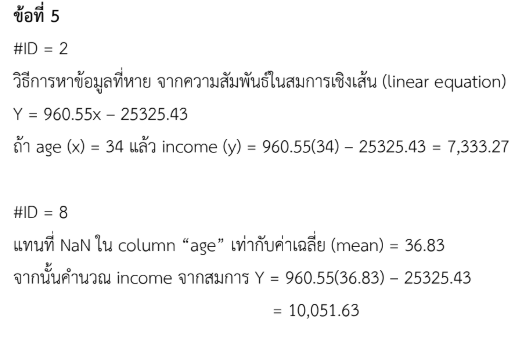 ข้อที่ 5
#ID = 2
วิธีการหาข้อมูลที่หาย จากความสัมพันธ์ในสมการเชิงเส้น (linear equation)
Y = 960.55x – 25325.43
ถ้า age (x) = 34 แล้ว income (y) = 960.55(34) – 25325.43 = 7,333.27
#ID = 8
แทนที่ NaN ใน column “age” เท่ากับค่าเฉลี่ย (mean) = 36.83
จากนั้นคำนวณ income จากสมการ Y = 960.55(36.83) – 25325.43
= 10,051.63